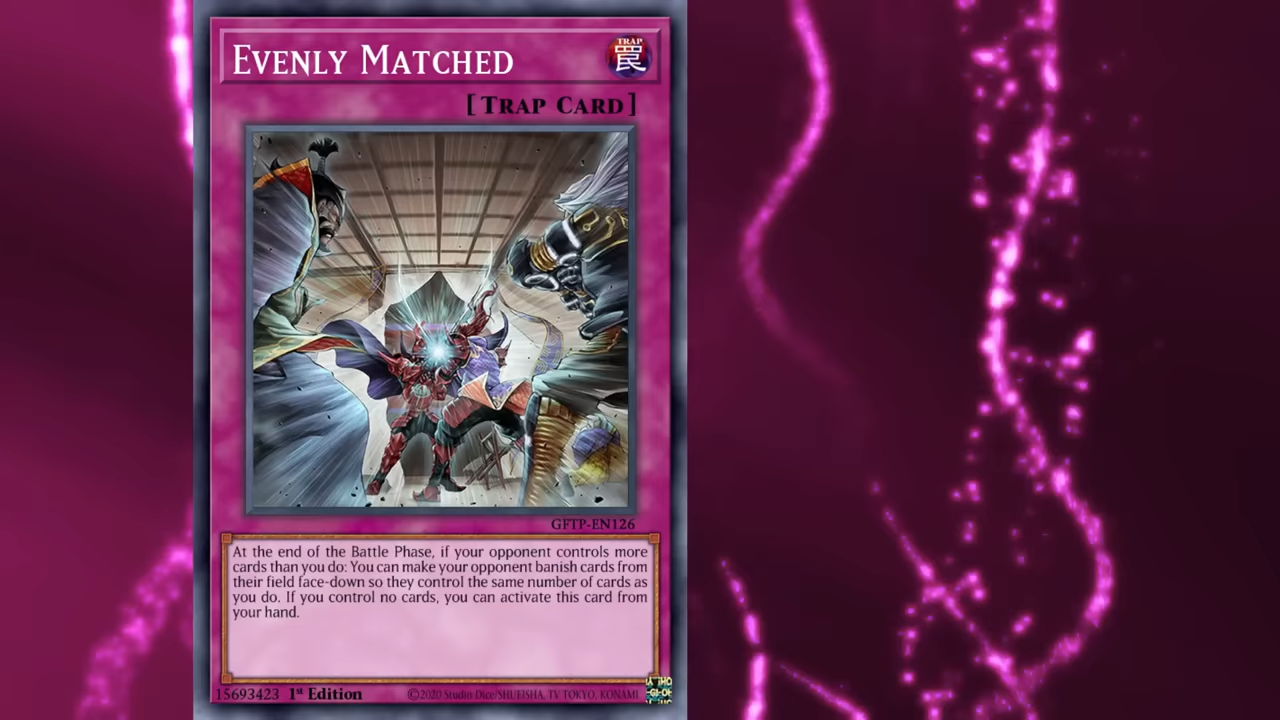 EVENLY MATCHED
TRAP
罠
[TRAP CARD]
GFTP-EN126
At the end of the Battle Phase, if your opponent controls more
cards than you do: You can make your opponent banish cards from
their field face-down so they control the same number of cards as
you do. If you control no cards, you can activate this card from
your hand.
15693423 1st Edition
©2020 Studio Dice/SHUEISHA, TV TOKYO, KONAMI